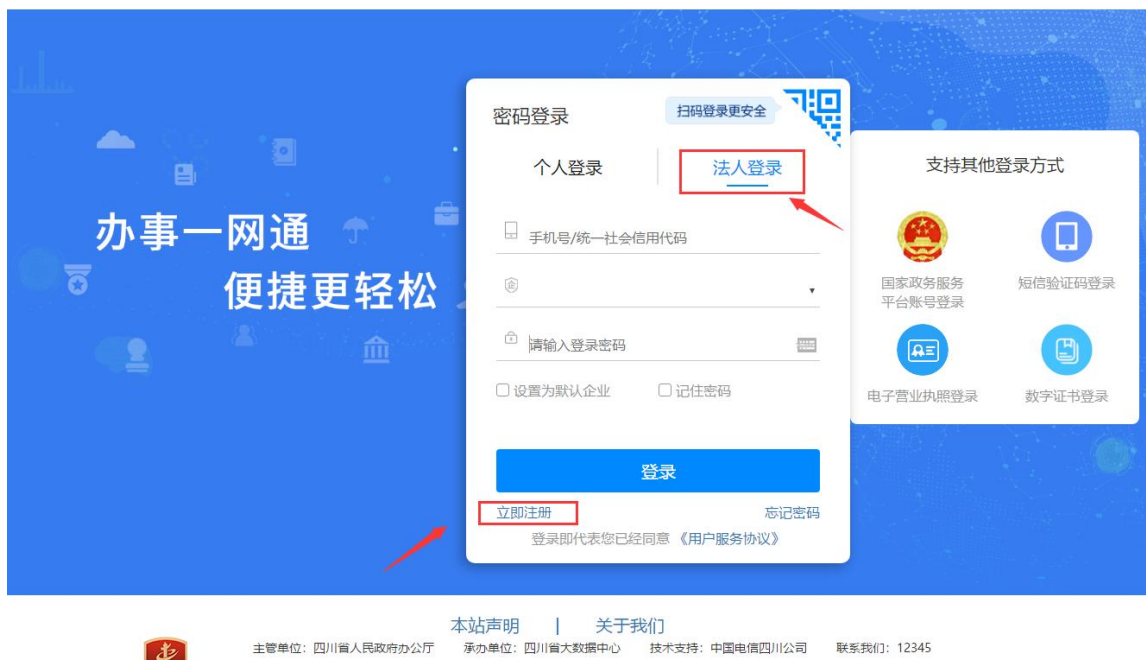 密码登录
扫码登录更安全
个人登录
法人登录
手机号/统一社会信用代码
请输入登录密码
设置为默认企业
记住密码
登录
立即注册
忘记密码
登录即代表您已经同意 《用户服务协议》
办事一网通
便捷更轻松
支持其他登录方式
国家政务服务
平台账号登录
短信验证码登录
电子营业执照登录
数字证书登录
本站声明 | 关于我们
主管单位：四川省人民政府办公厅 承办单位：四川省大数据中心 技术支持：中国电信四川公司 联系我们：12345